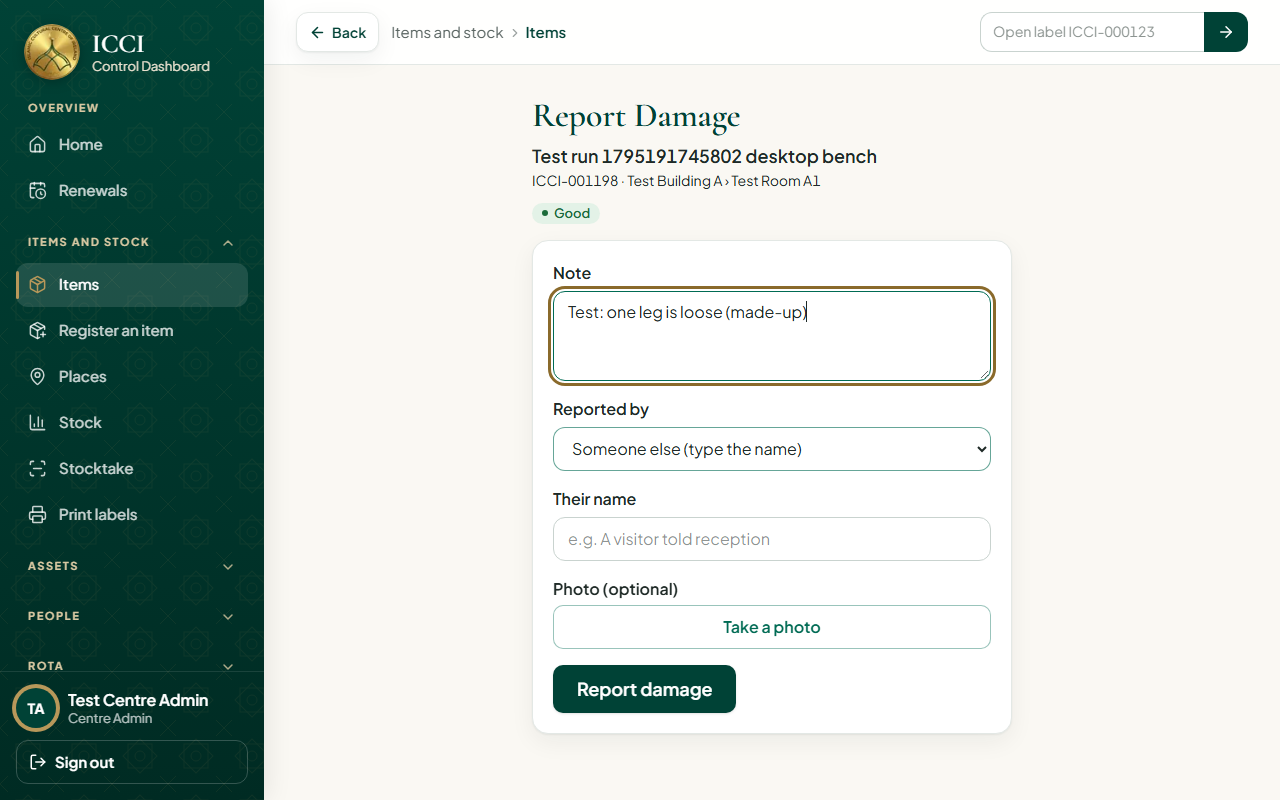 ICCI
Control Dashboard
OVERVIEW
Home
Renewals
ITEMS AND STOCK
Items
Register an item
Places
Stock
Stocktake
Print labels
ASSETS
PEOPLE
ROTA
TA
Test Centre Admin
Centre Admin
Sign out
Back
Items and stock › Items
Open label ICCI-000123
Report Damage
Test run 1795191745802 desktop bench
ICCI-001198 · Test Building A › Test Room A1
Good
Note
Test: one leg is loose (made-up)
Reported by
Someone else (type the name)
Their name
e.g. A visitor told reception
Photo (optional)
Take a photo
Report damage